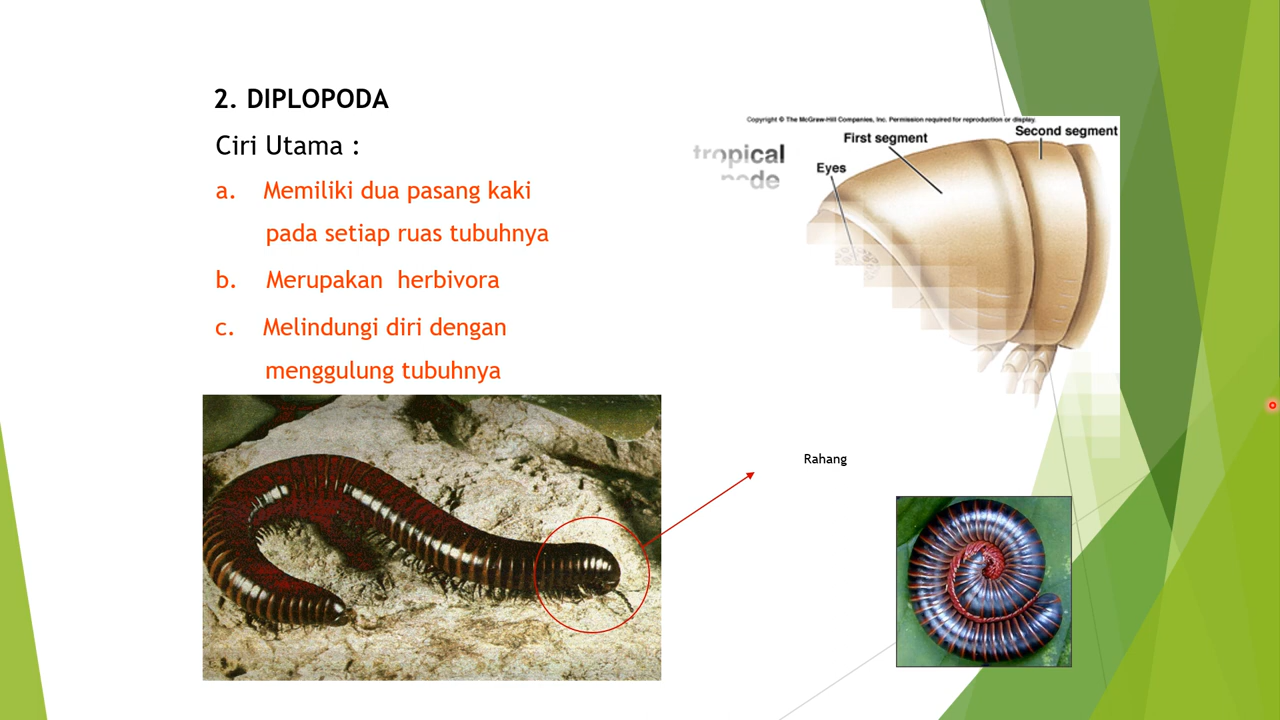 2. DIPLOPODA
Ciri Utama :
a. Memiliki dua pasang kaki
pada setiap ruas tubuhnya
b. Merupakan herbivora
c. Melindungi diri dengan
menggulung tubuhnya
Copyright © The McGraw-Hill Companies, Inc. Permission required for reproduction or display.
First segment
Second segment
Eyes
tropical
Rahang